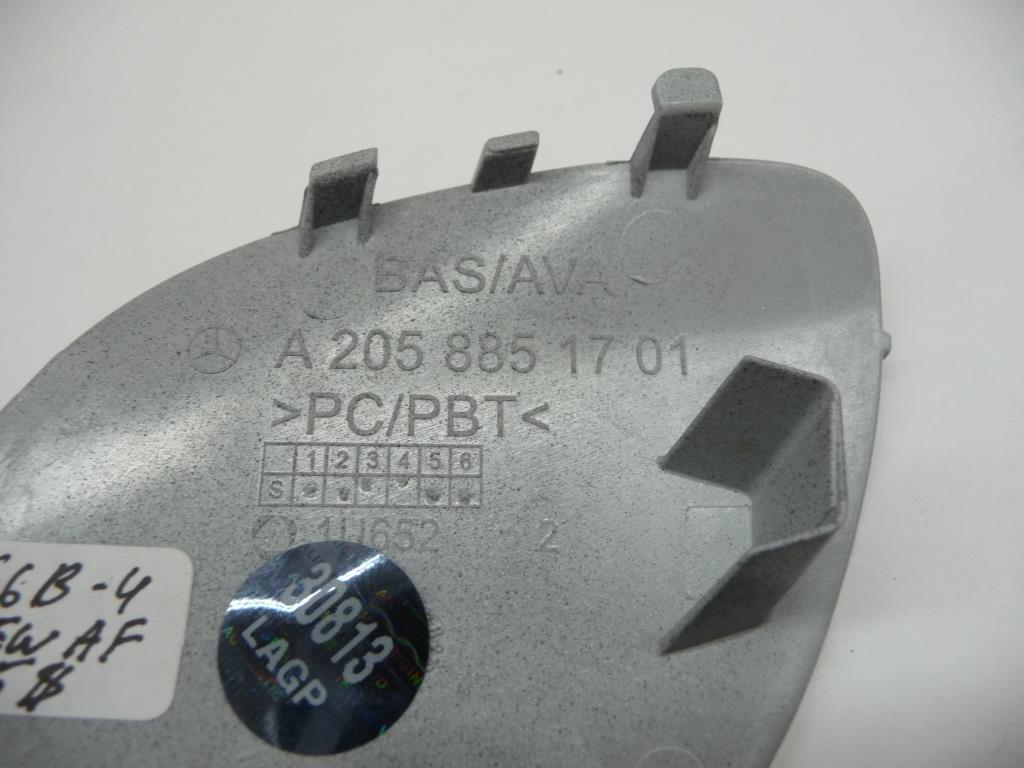 BAS/AVA
A 205 885 17 01
>PC/PBT<
1 2 3 4 5 6
S
1U652 2
6B-4
AF
30813
LAGP